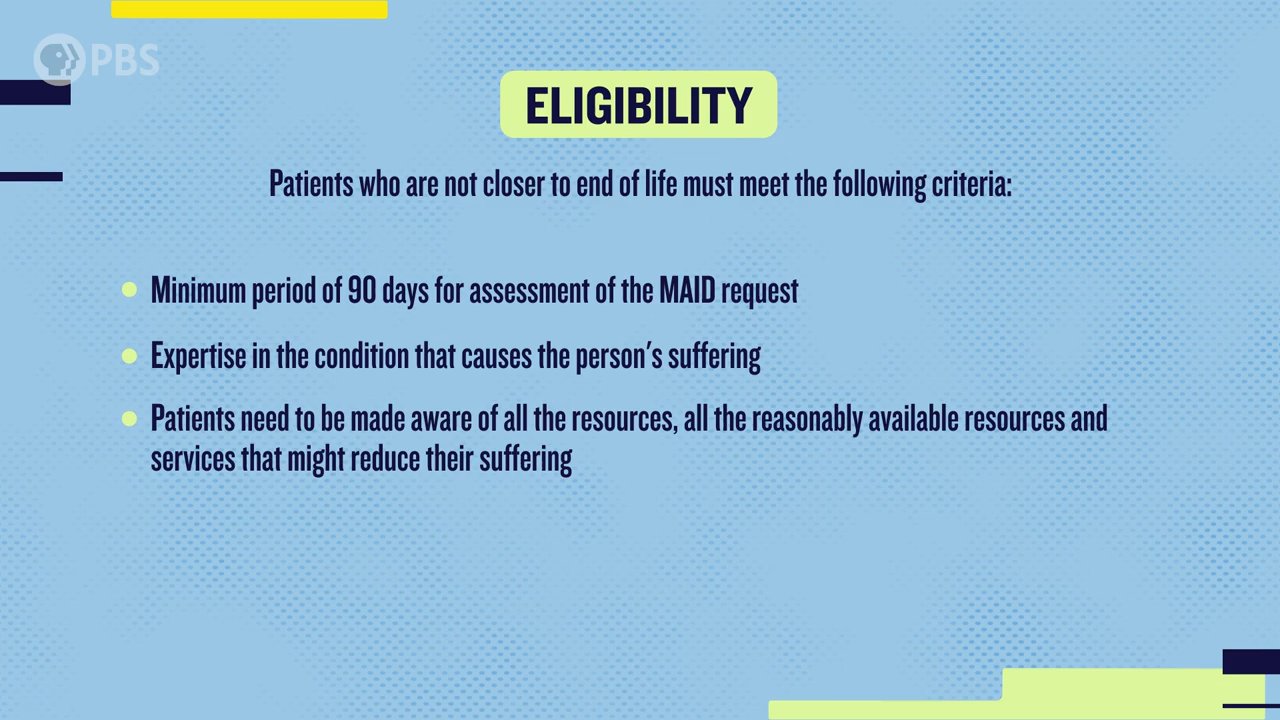 PBS
ELIGIBILITY
Patients who are not closer to end of life must meet the following criteria:
Minimum period of 90 days for assessment of the MAID request
Expertise in the condition that causes the person's suffering
Patients need to be made aware of all the resources, all the reasonably available resources and
services that might reduce their suffering